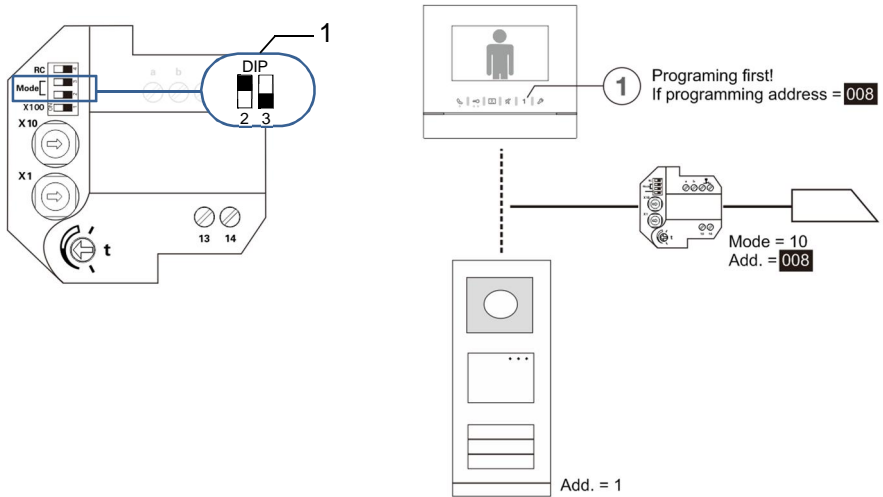 1
DIP
2 3
RC
Mode
X100
X10
X1
a b
13 14
t
1
Programing first!
If programming address = 008
Mode = 10
Add. = 008
Add. = 1